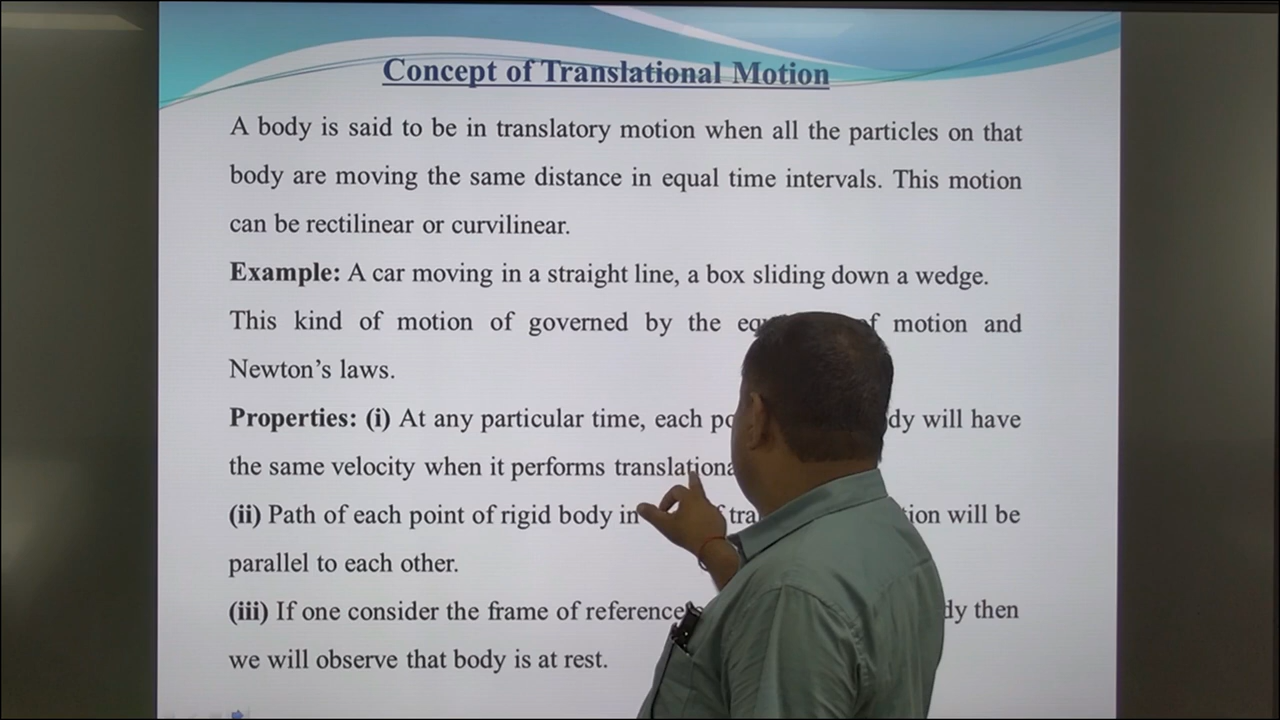 Concept of Translational Motion
A body is said to be in translatory motion when all the particles on that
body are moving the same distance in equal time intervals. This motion
can be rectilinear or curvilinear.
Example: A car moving in a straight line, a box sliding down a wedge.
This kind of motion of governed by the of motion and
Newton’s laws.
Properties: (i) At any particular time, each will have
the same velocity when it performs
(ii) Path of each point of rigid body in will be
parallel to each other.
(iii) If one consider the frame of reference then
we will observe that body is at rest.